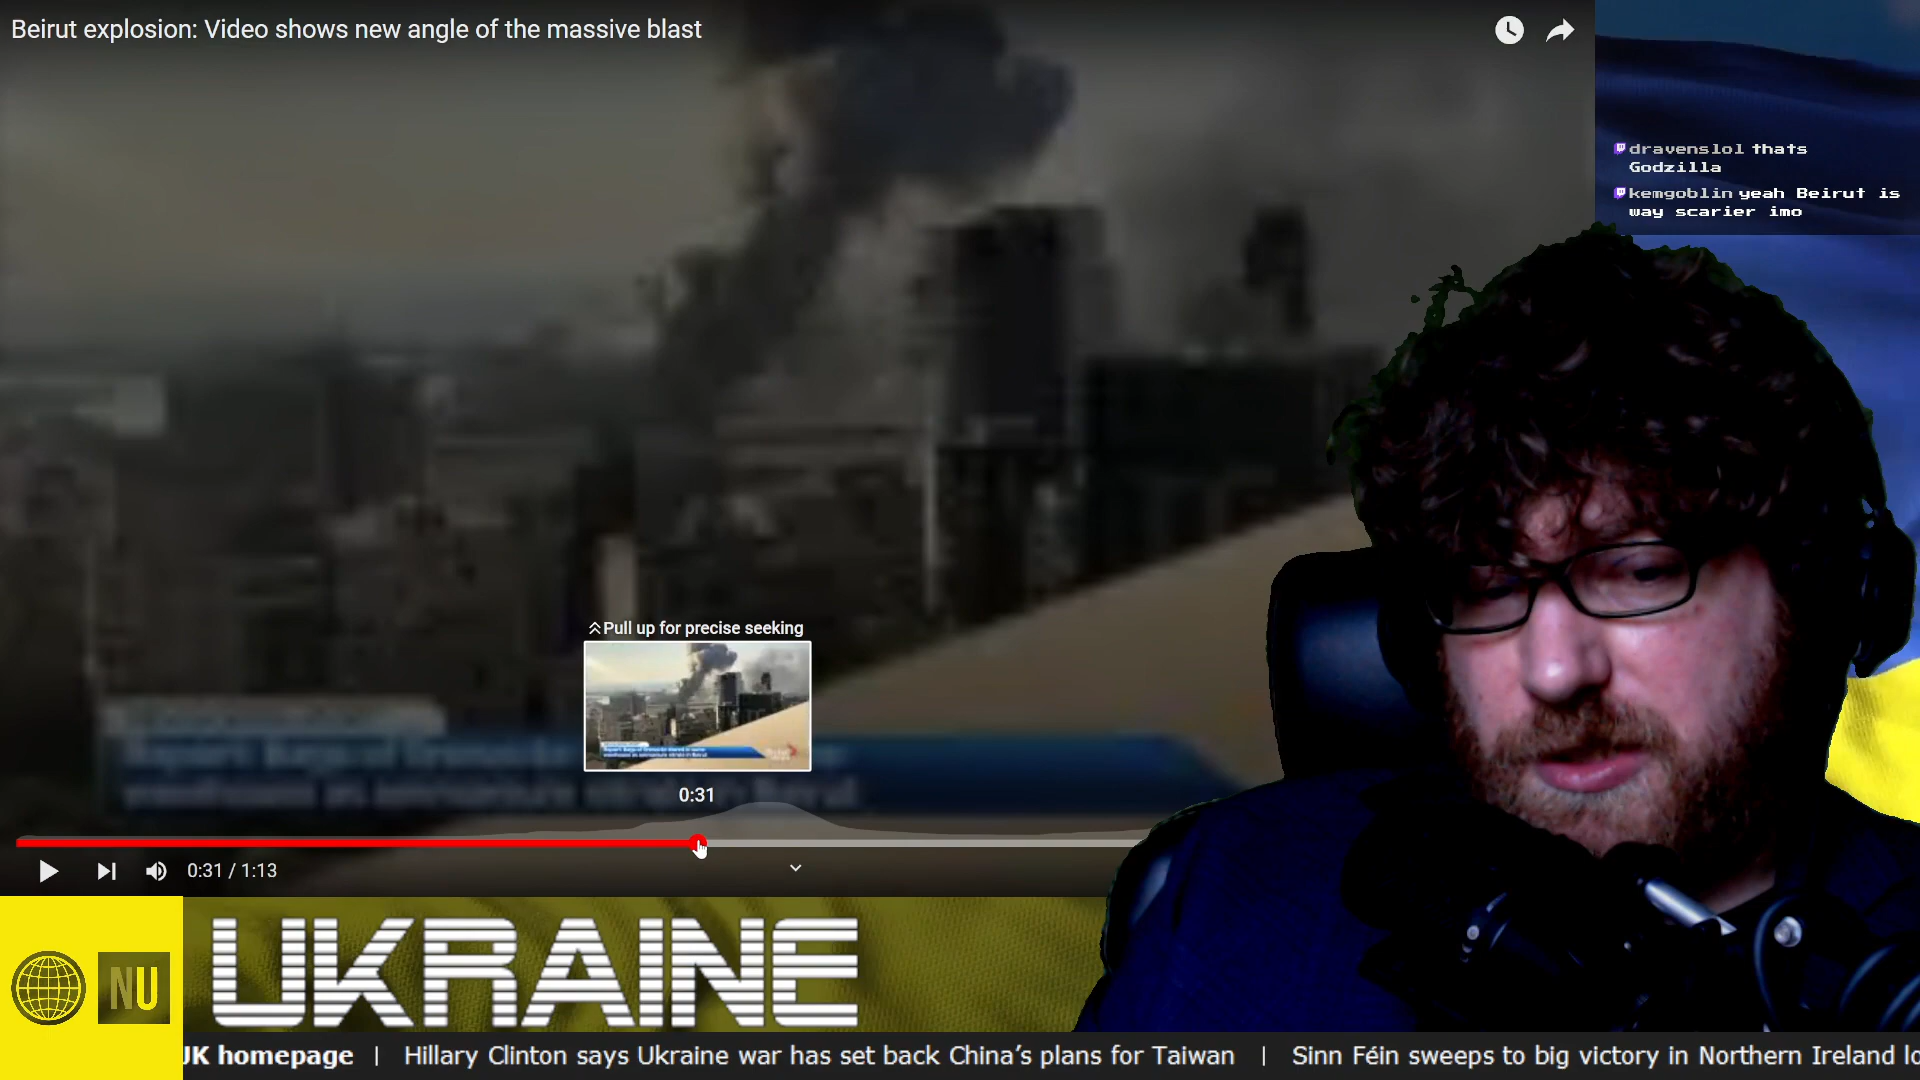 Beirut explosion: Video shows new angle of the massive blast
dravenslol thats
Godzilla
kemgoblin yeah Beirut is
way scarier imo
Pull up for precise seeking
0:31
0:31 / 1:13
NU
UKRAINE
UK homepage | Hillary Clinton says Ukraine war has set back China's plans for Taiwan | Sinn Féin sweeps to big victory in Northern Ireland lo